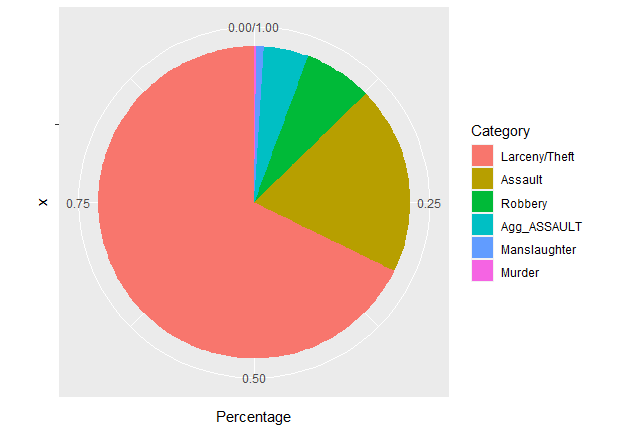 0.00/1.00
0.75
0.25
0.50
x
Percentage
Category
Larceny/Theft
Assault
Robbery
Agg_ASSAULT
Manslaughter
Murder